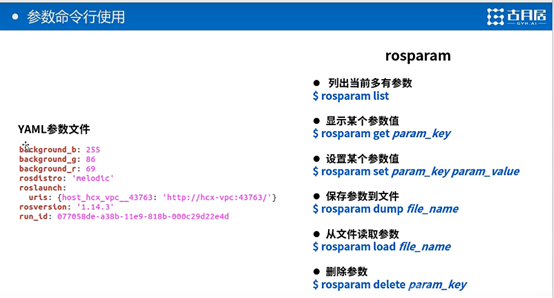 参数命令行使用
古月居
GYH.AI
rosparam
YAML参数文件
background_b: 255
background_g: 86
background_r: 69
rosdistro: 'melodic'
roslaunch:
uris: {host_hcx_vpc__43763: 'http://hcx-vpc:43763/'}
rosversion: '1.14.3'
run_id: 077058de-a38b-11e9-818b-000c29d22e4d
列出当前多有参数
$ rosparam list
显示某个参数值
$ rosparam get param_key
设置某个参数值
$ rosparam set param_key param_value
保存参数到文件
$ rosparam dump file_name
从文件读取参数
$ rosparam load file_name
删除参数
$ rosparam delete param_key